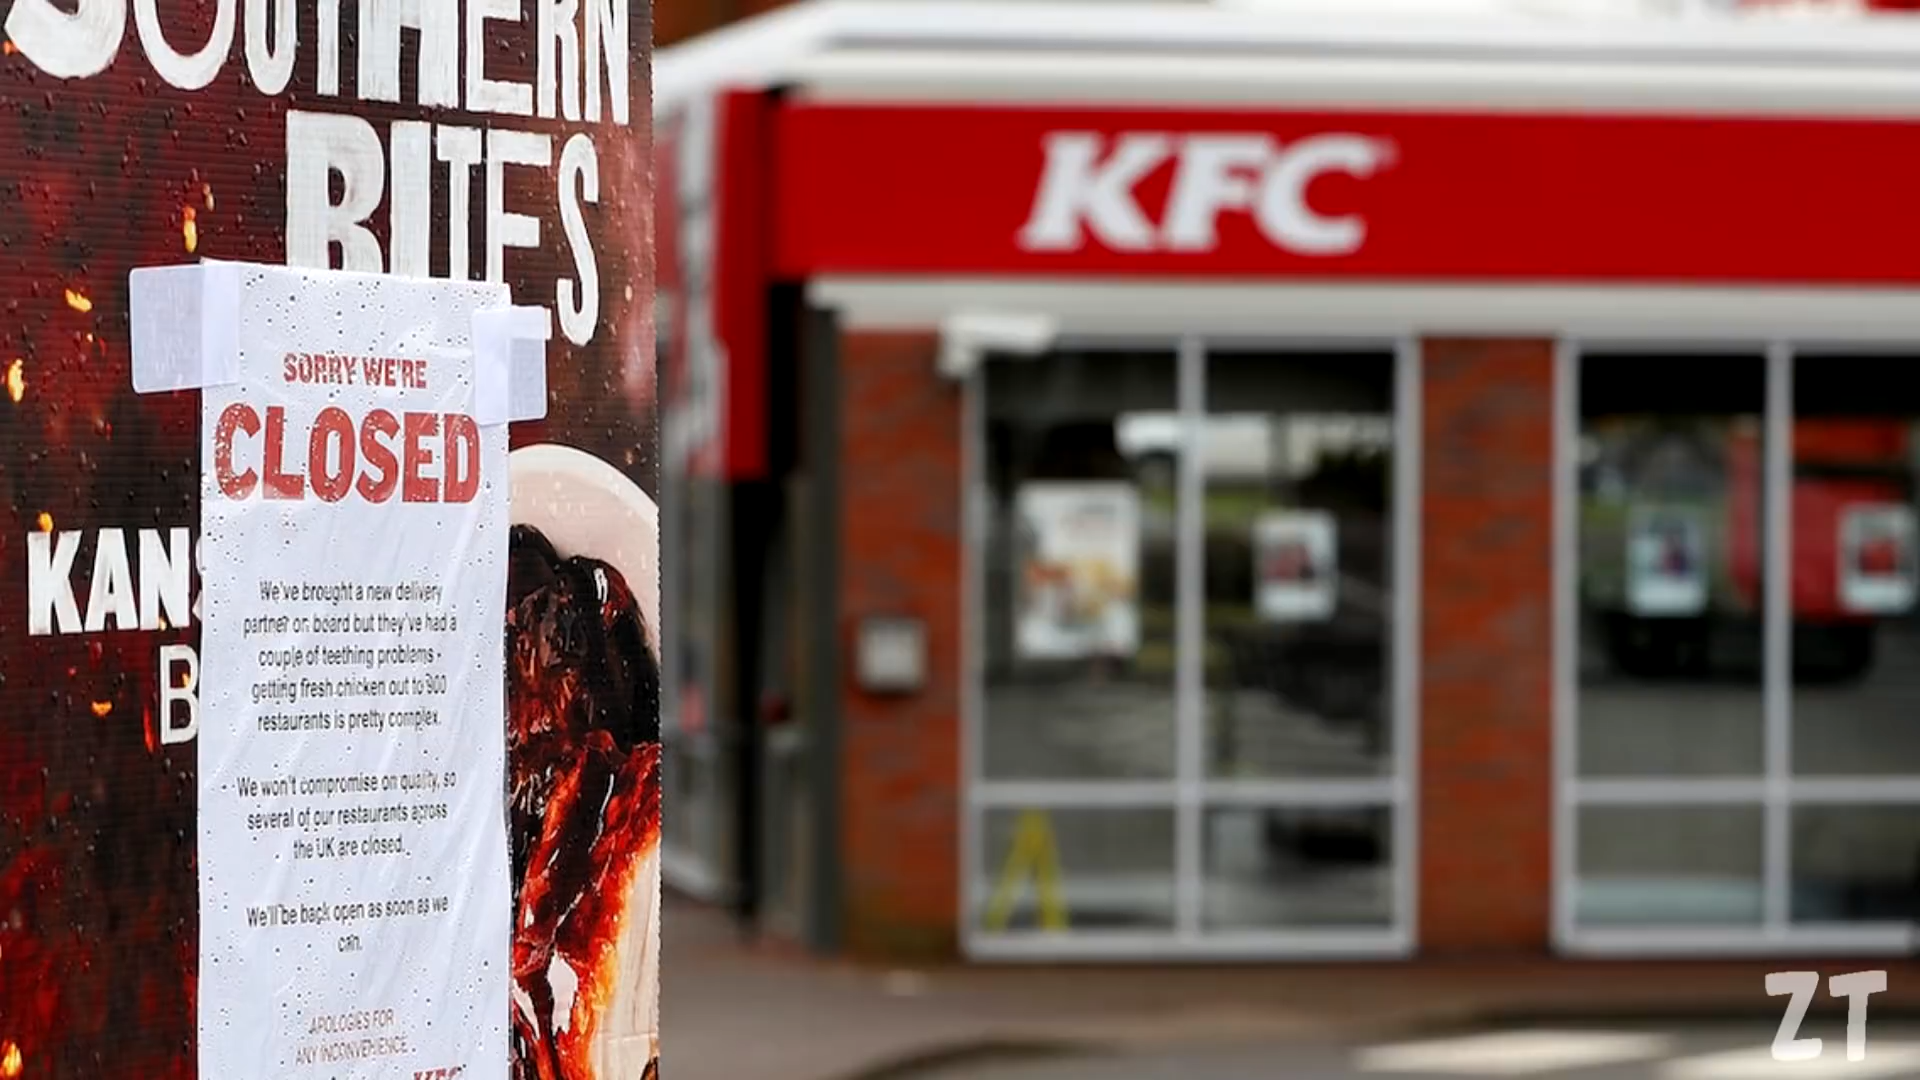 SOUTHERN
BITES
KFC
SORRY WE'RE
CLOSED
KANS
B
We've brought a new delivery
partner on board but they've had a
couple of teething problems -
getting fresh chicken out to 900
restaurants is pretty complex.
We won't compromise on quality, so
several of our restaurants across
the UK are closed.
We'll be back open as soon as we
can.
APOLOGIES FOR
ANY INCONVENIENCE
KFC
ZT